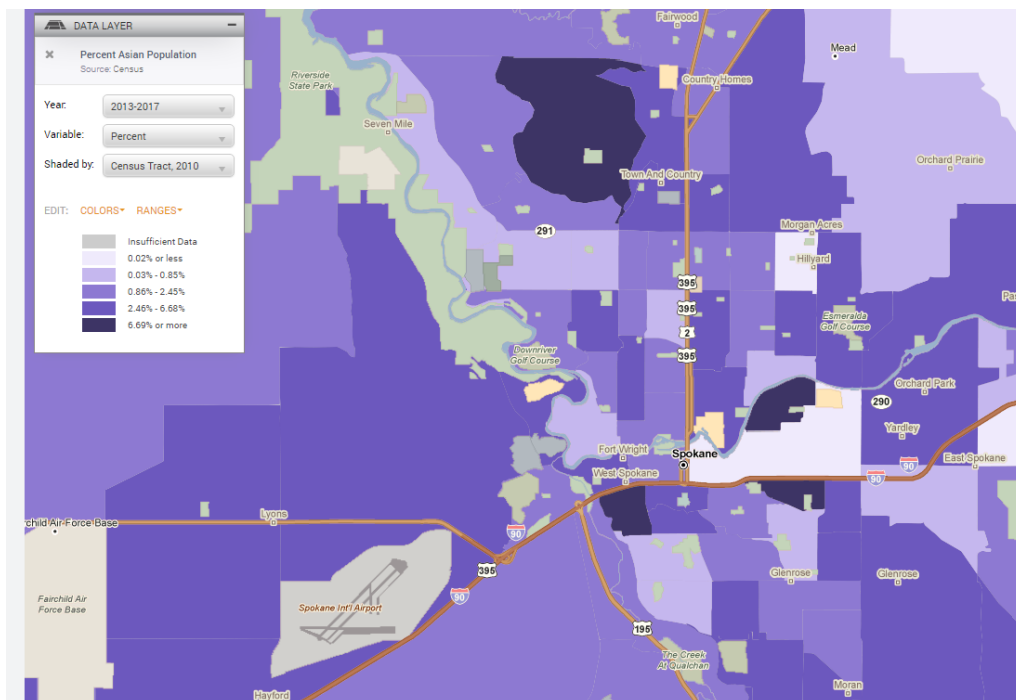 DATA LAYER
Percent Asian Population
Source: Census
Year:
2013-2017
Variable:
Percent
Shaded by:
Census Tract, 2010
EDIT: COLORS RANGES
Insufficient Data
0.02% or less
0.03% - 0.85%
0.86% - 2.45%
2.46% - 6.68%
6.69% or more
Fairwood
Mead
Riverside
State Park
Country Homes
Seven Mile
Orchard Prairie
Town And Country
291
Morgan Acres
Hillyard
395
395
2
395
Esmeralda
Golf Course
Downriver
Golf Course
Orchard Park
290
Yardley
Fort Wright
Spokane
East Spokane
90
90
West Spokane
Lyons
rchild Air Force Base
90
395
Glenrose
Glenrose
Fairchild Air
Force Base
90
Spokane Int'l Airport
195
The Creek
At Qualchan
Moran
Hayford